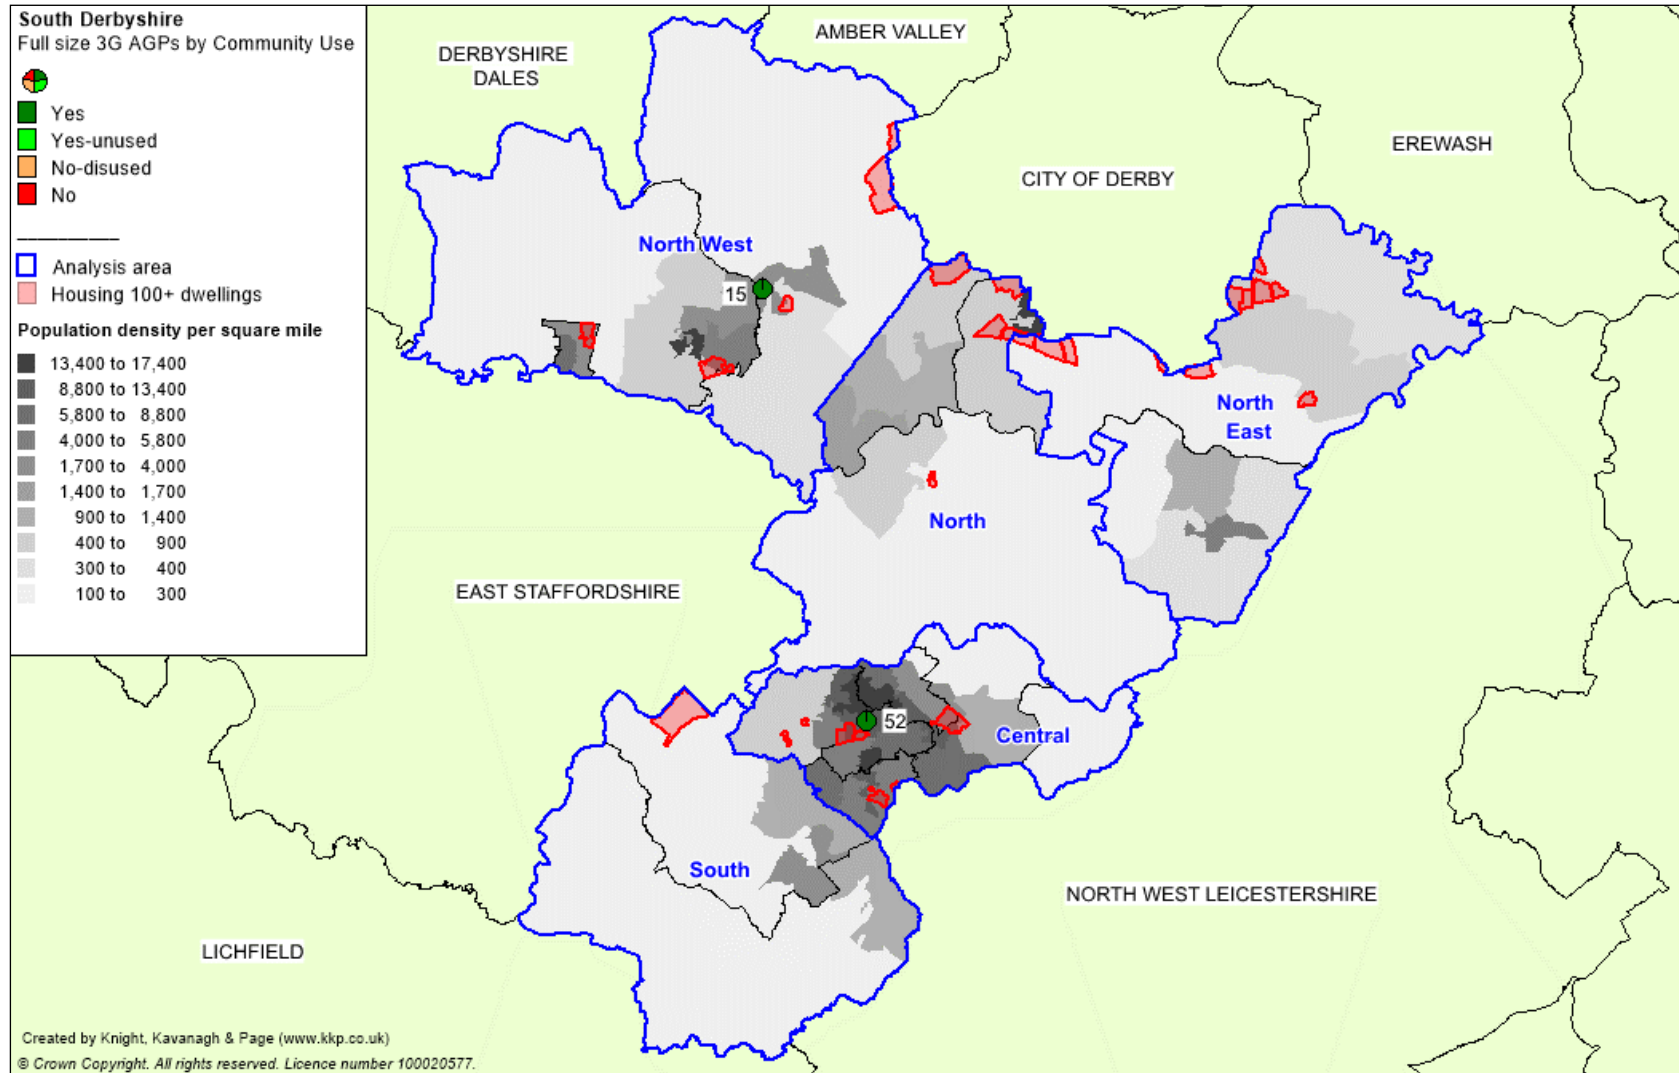 South Derbyshire
Full size 3G AGPs by Community Use
Yes
Yes-unused
No-disused
No
Analysis area
Housing 100+ dwellings
Population density per square mile
13,400 to 17,400
8,800 to 13,400
5,800 to 8,800
4,000 to 5,800
1,700 to 4,000
1,400 to 1,700
900 to 1,400
400 to 900
300 to 400
100 to 300
DERBYSHIRE
DALES
AMBER VALLEY
EREWASH
CITY OF DERBY
North West
15
North
East
North
EAST STAFFORDSHIRE
52
Central
South
NORTH WEST LEICESTERSHIRE
LICHFIELD
Created by Knight, Kavanagh & Page (www.kkp.co.uk)
© Crown Copyright. All rights reserved. Licence number 100020577.